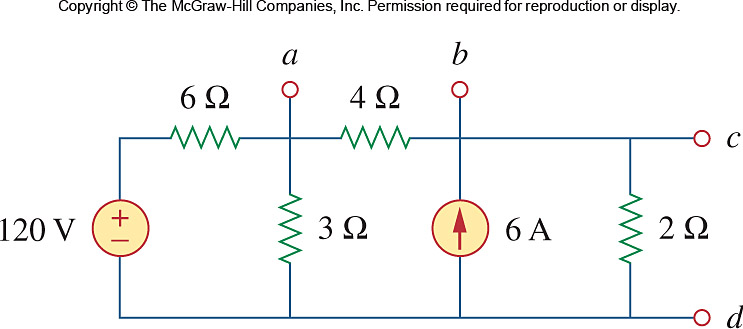 Copyright © The McGraw-Hill Companies, Inc. Permission required for reproduction or display.
a
b
6 Ω
4 Ω
c
120 V
+
−
3 Ω
6 A
2 Ω
d